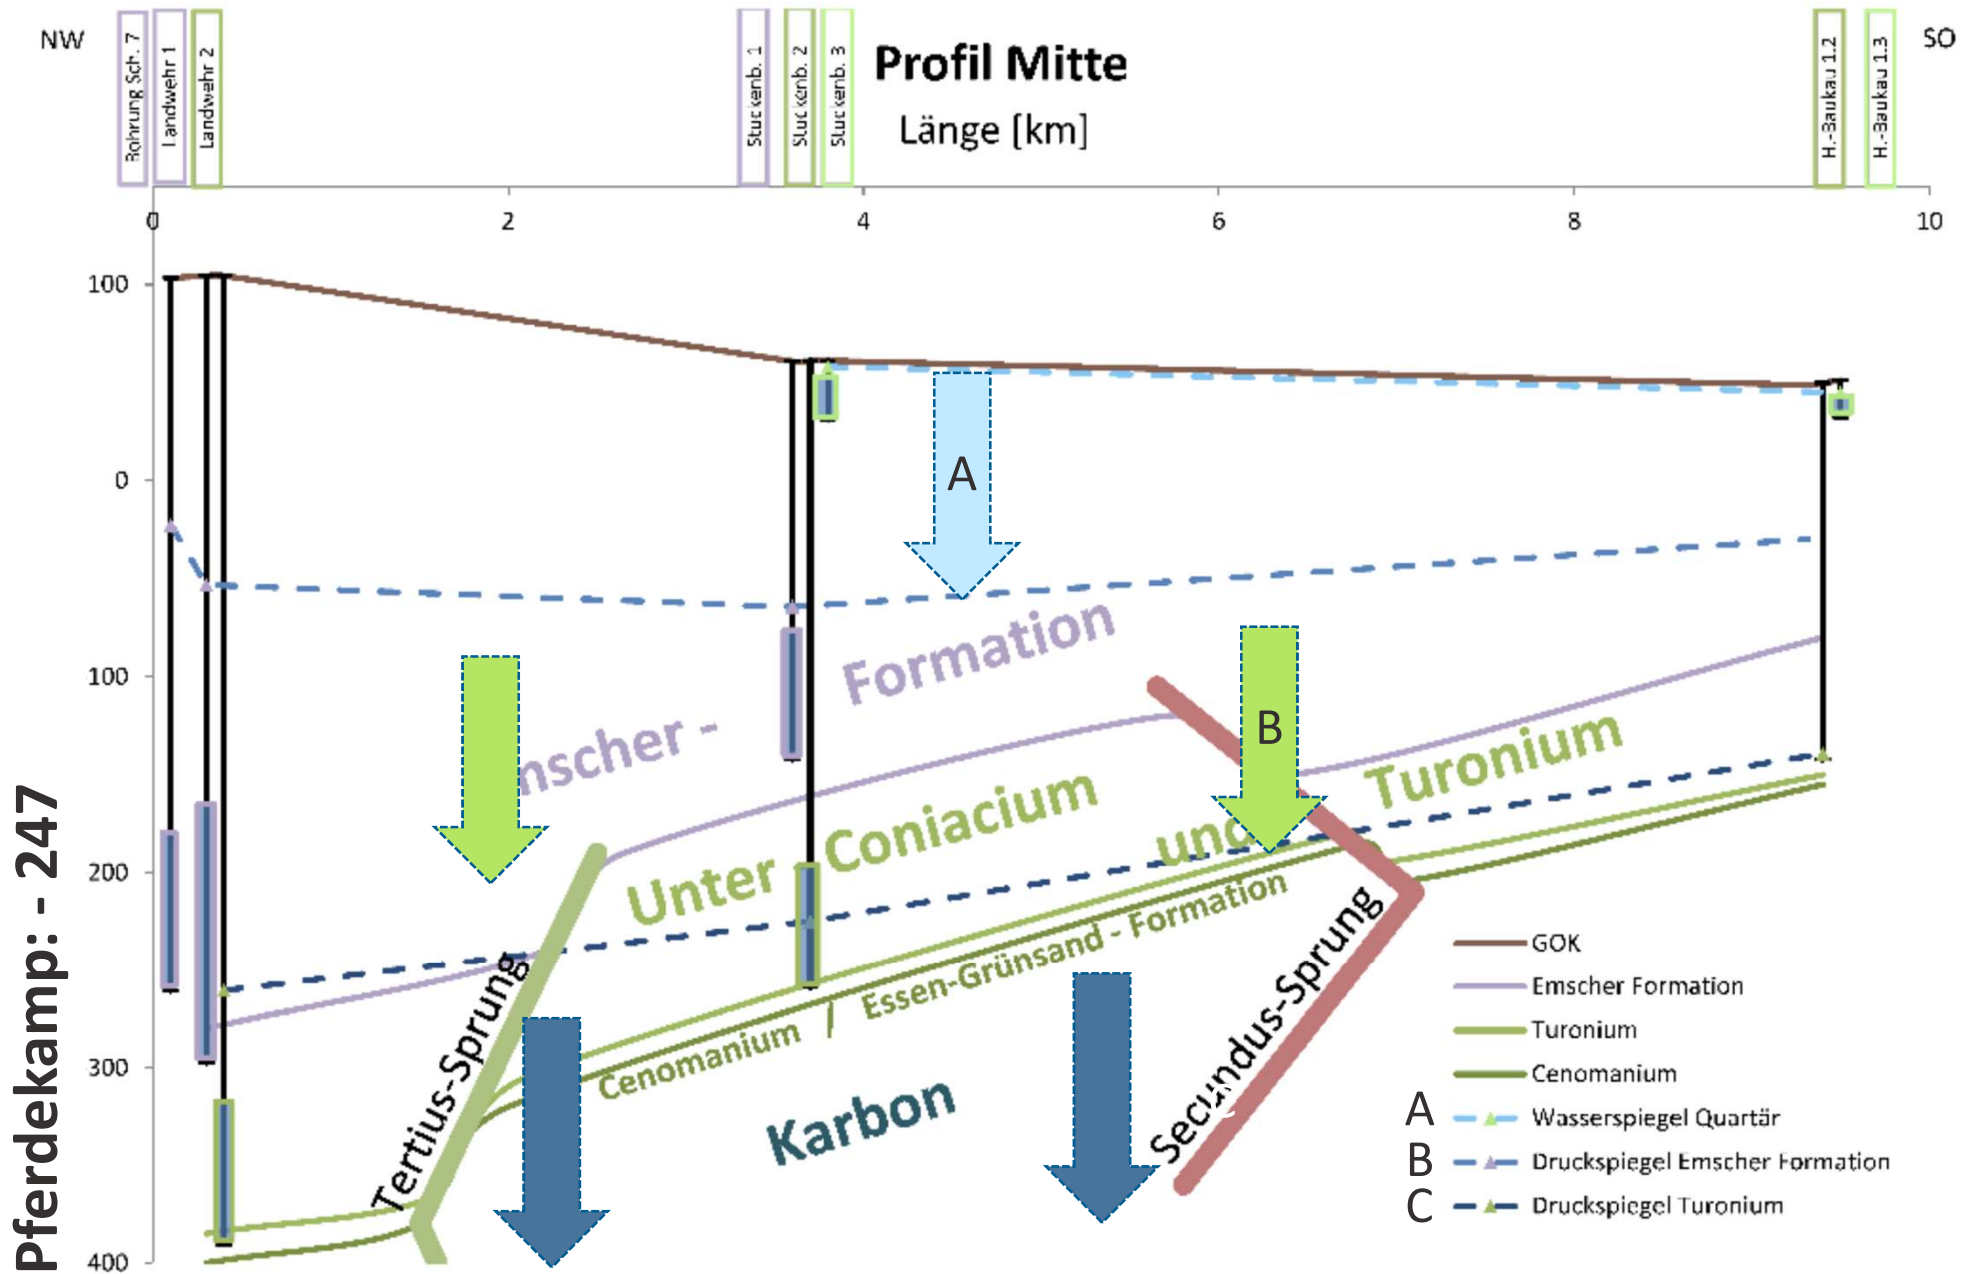 NW
Bohrung Sch. 7
Landwehr 1
Landwehr 2
Stuckenb. 1
Stuckenb. 2
Stuckenb. 3
Profil Mitte
Länge [km]
H.-Baukau 1.2
H.-Baukau 1.3
SO
0
2
4
6
8
10
100
0
100
200
300
400
Pferdekamp: - 247
A
B
mscher -
Formation
Unter
Coniacium
und
Turonium
Cenomanium / Essen-Grünsand - Formation
Karbon
Tertius-Sprung
Secundus-Sprung
GOK
Emscher Formation
Turonium
Cenomanium
A Wasserspiegel Quartär
B Druckspiegel Emscher Formation
C Druckspiegel Turonium